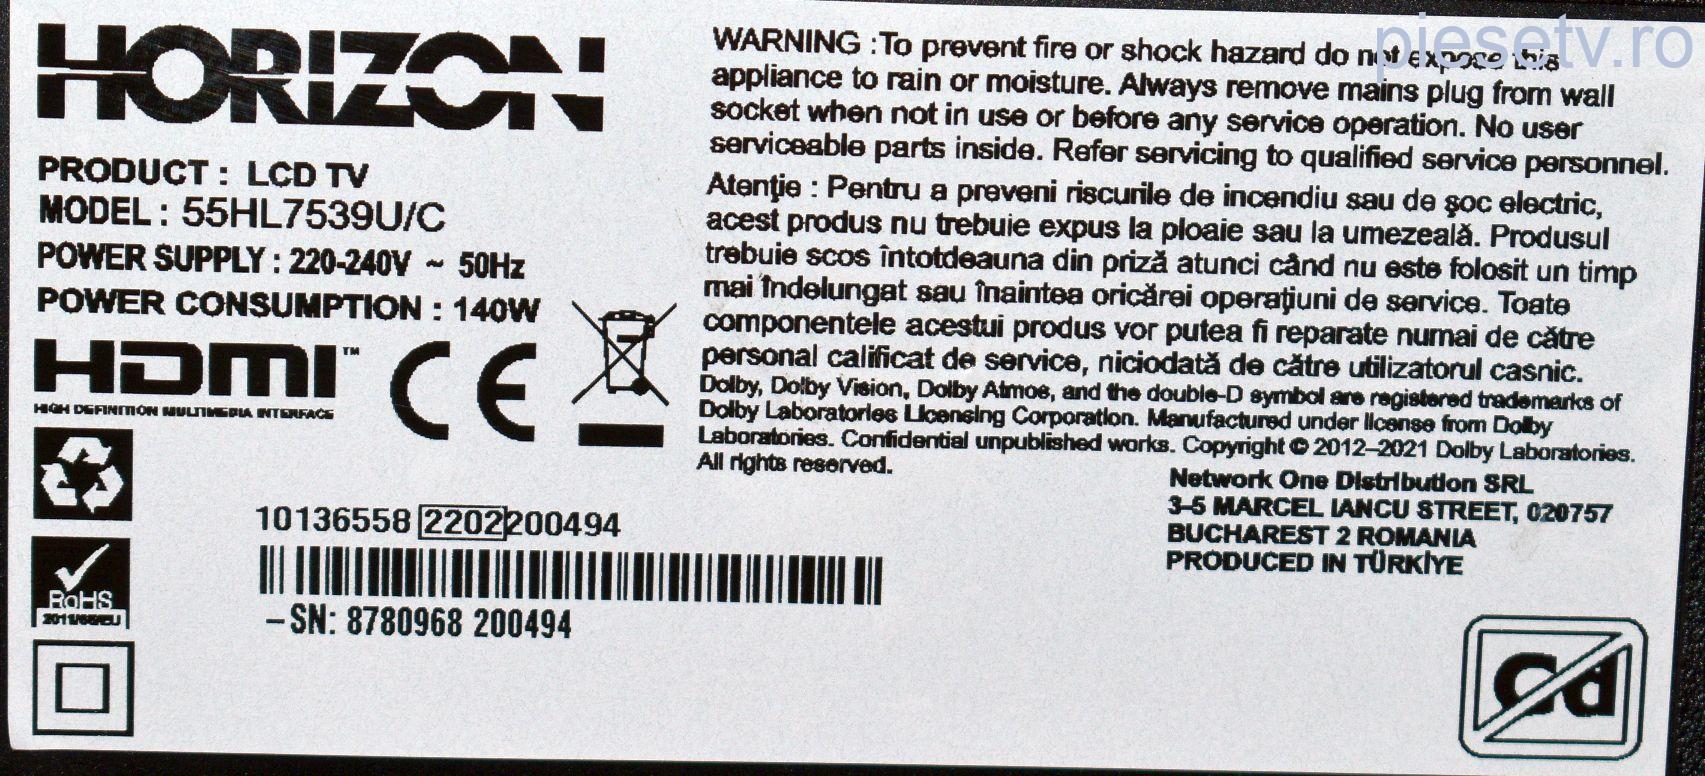 piesetv.ro
HORIZON
PRODUCT : LCD TV
MODEL : 55HL7539U/C
POWER SUPPLY : 220-240V ~ 50Hz
POWER CONSUMPTION : 140W
HDMI™
HIGH DEFINITION MULTIMEDIA INTERFACE
CE
RoHS
2011/65/EU
10136558 2202200494
-SN: 8780968 200494
WARNING :To prevent fire or shock hazard do not expose this
appliance to rain or moisture. Always remove mains plug from wall
socket when not in use or before any service operation. No user
serviceable parts inside. Refer servicing to qualified service personnel.
Atenţie : Pentru a preveni riscurile de incendiu sau de şoc electric,
acest produs nu trebuie expus la ploaie sau la umezeală. Produsul
trebuie scos întotdeauna din priză atunci când nu este folosit un timp
mai îndelungat sau înaintea oricărei operaţiuni de service. Toate
componentele acestui produs vor putea fi reparate numai de către
personal calificat de service, niciodată de către utilizatorul casnic.
Dolby, Dolby Vision, Dolby Atmos, and the double-D symbol are registered trademarks of
Dolby Laboratories Licensing Corporation. Manufactured under license from Dolby
Laboratories. Confidential unpublished works. Copyright © 2012–2021 Dolby Laboratories.
All rights reserved.
Network One Distribution SRL
3-5 MARCEL IANCU STREET, 020757
BUCHAREST 2 ROMANIA
PRODUCED IN TÜRKİYE
Pb